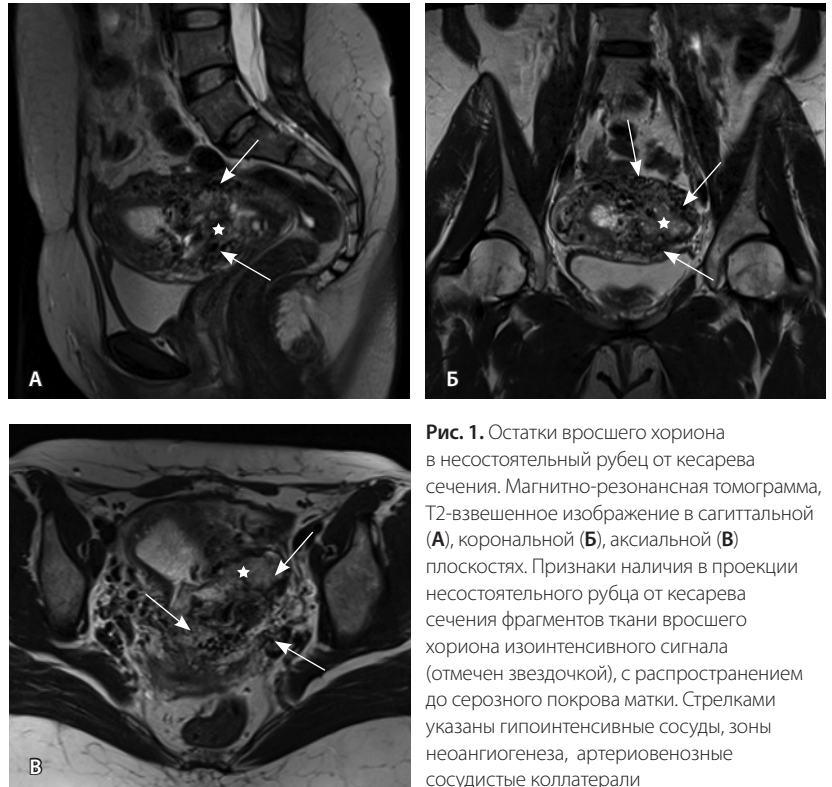 А
Б
В
Рис. 1. Остатки вросшего хориона
в несостоятельный рубец от кесарева
сечения. Магнитно-резонансная томограмма,
Т2-взвешенное изображение в сагиттальной
(А), корональной (Б), аксиальной (В)
плоскостях. Признаки наличия в проекции
несостоятельного рубца от кесарева
сечения фрагментов ткани вросшего
хориона изоинтенсивного сигнала
(отмечен звездочкой), с распространением
до серозного покрова матки. Стрелками
указаны гипоинтенсивные сосуды, зоны
неоангиогенеза, артериовенозные
сосудистые коллатерали